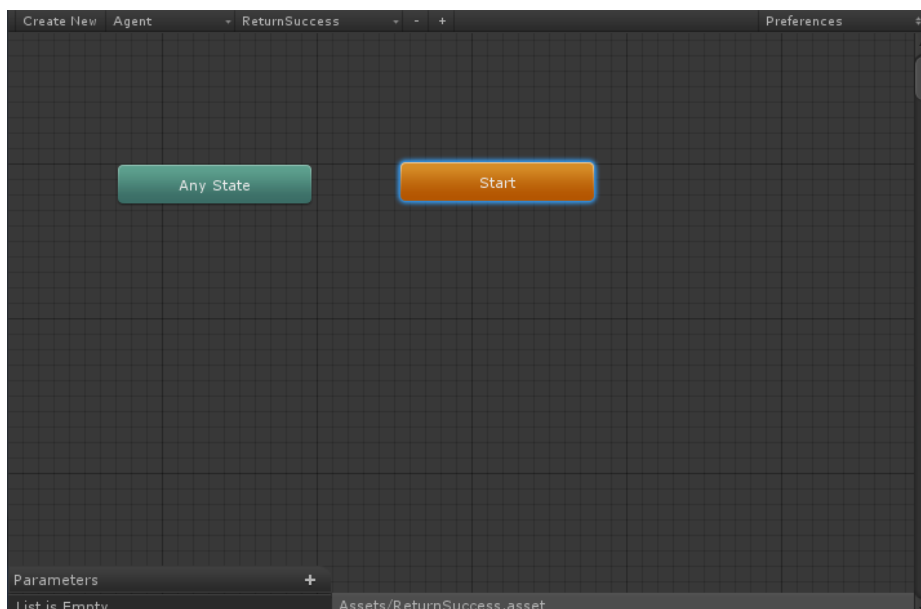 Create New Agent ReturnSuccess - + Preferences
Any State Start
Parameters +
List is Empty Assets/ReturnSuccess.asset